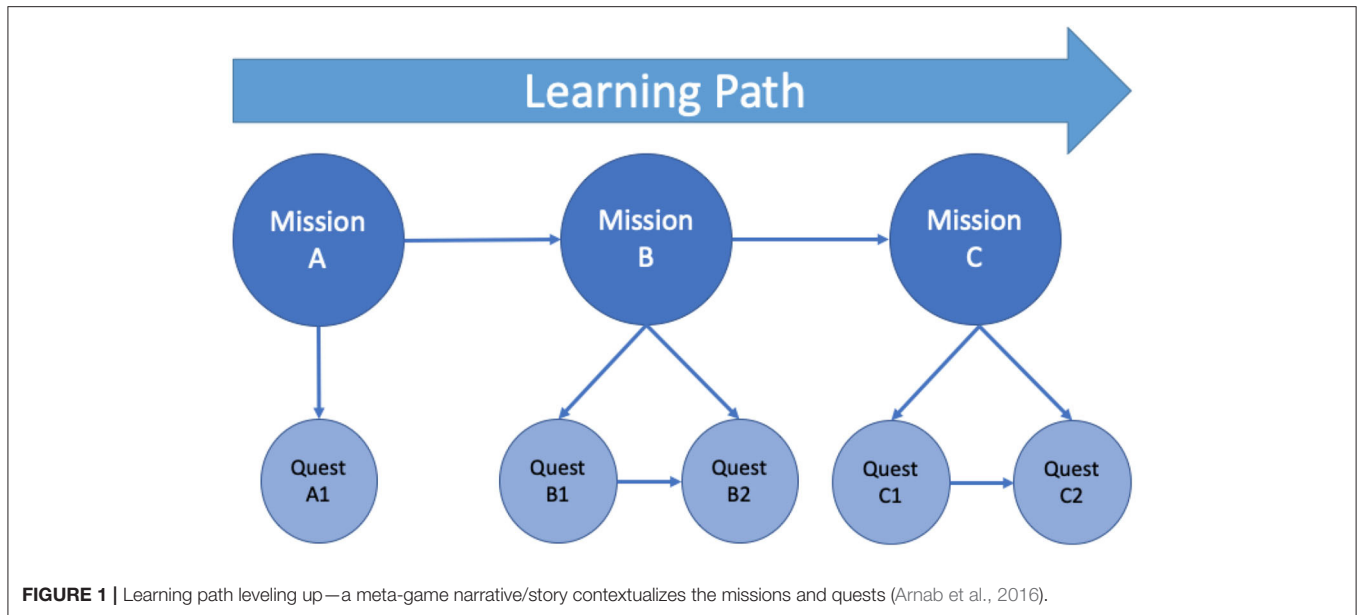 Learning Path
Mission
A
Mission
B
Mission
C
Quest
A1
Quest
B1
Quest
B2
Quest
C1
Quest
C2
FIGURE 1 | Learning path leveling up—a meta-game narrative/story contextualizes the missions and quests (Arnab et al., 2016).